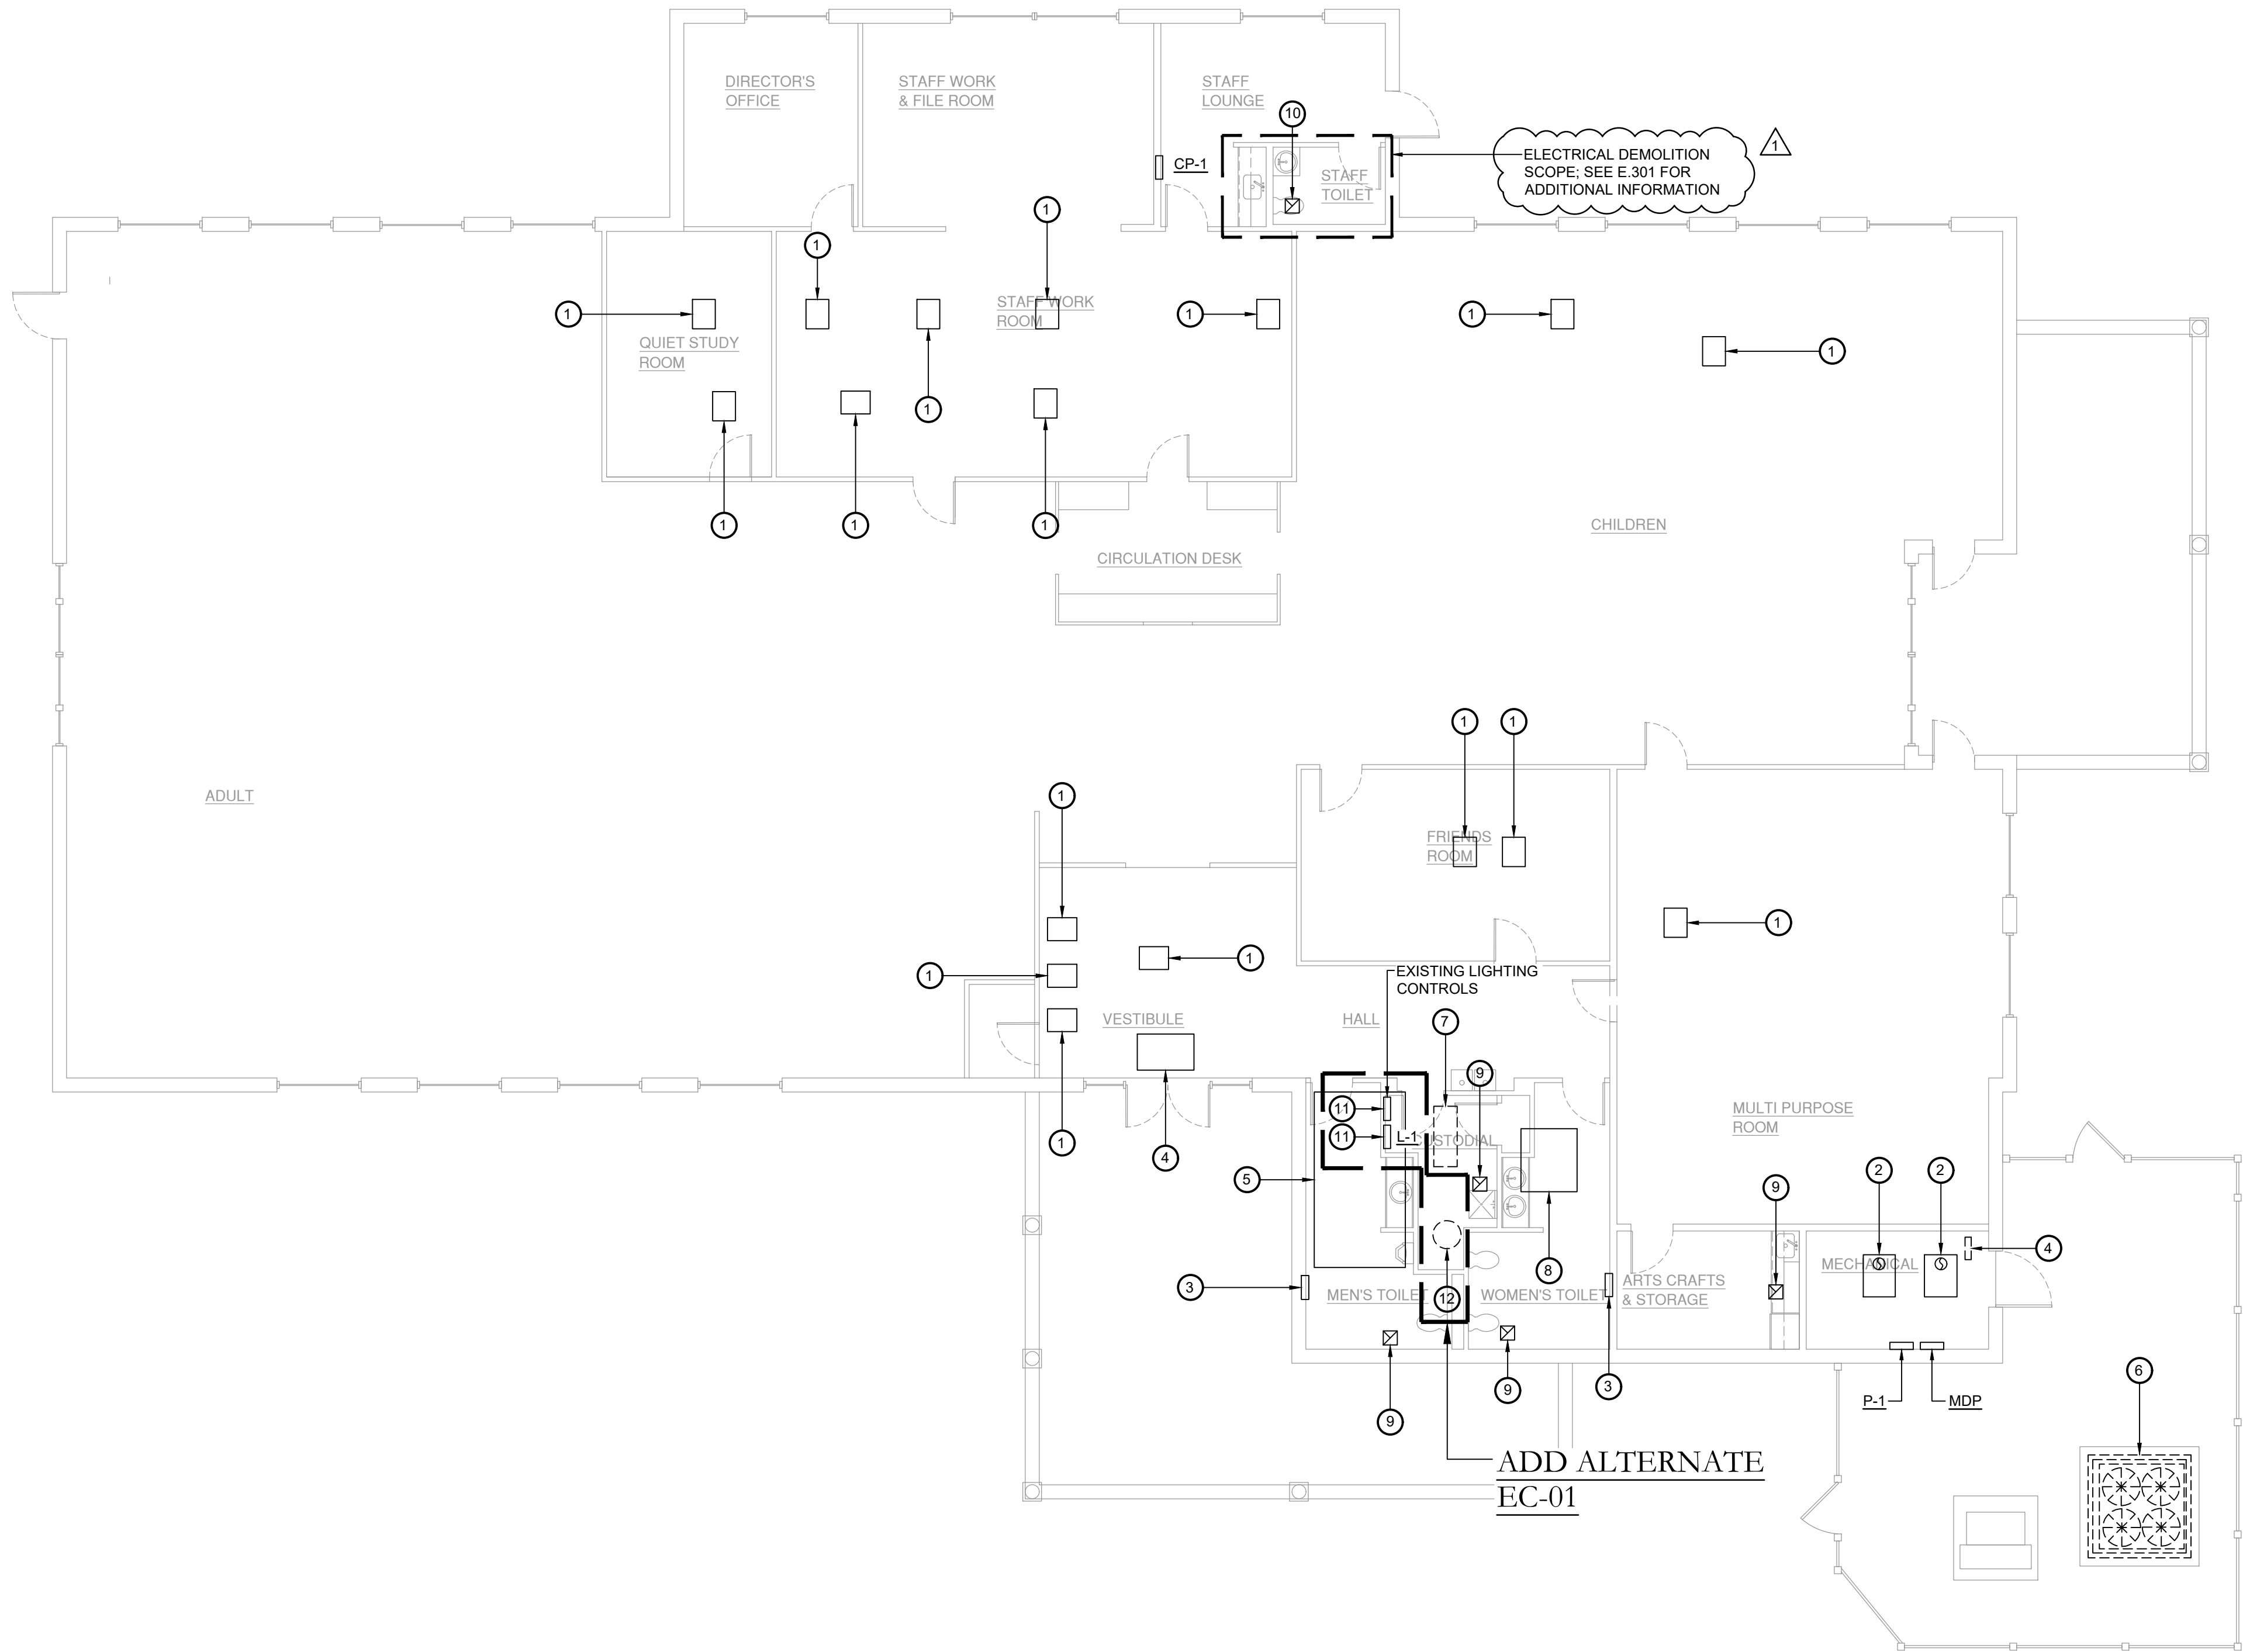 DIRECTOR'S
OFFICE
STAFF WORK
& FILE ROOM
STAFF
LOUNGE
10
CP-1
STAFF
TOILET
ELECTRICAL DEMOLITION
SCOPE; SEE E.301 FOR
ADDITIONAL INFORMATION
1
1
1
1
STAFF WORK
ROOM
1
1
1
QUIET STUDY
ROOM
1
1
1
1
CIRCULATION DESK
CHILDREN
1
1
ADULT
1
FRIENDS
ROOM
1
1
1
EXISTING LIGHTING
CONTROLS
VESTIBULE
HALL
7
9
11
11
L-1
CUSTODIAL
MULTI PURPOSE
ROOM
1
4
5
2
2
9
4
3
8
12
MEN'S TOILET
WOMEN'S TOILET
ARTS CRAFTS
& STORAGE
MECHANICAL
9
9
3
P-1
MDP
6
ADD ALTERNATE
EC-01